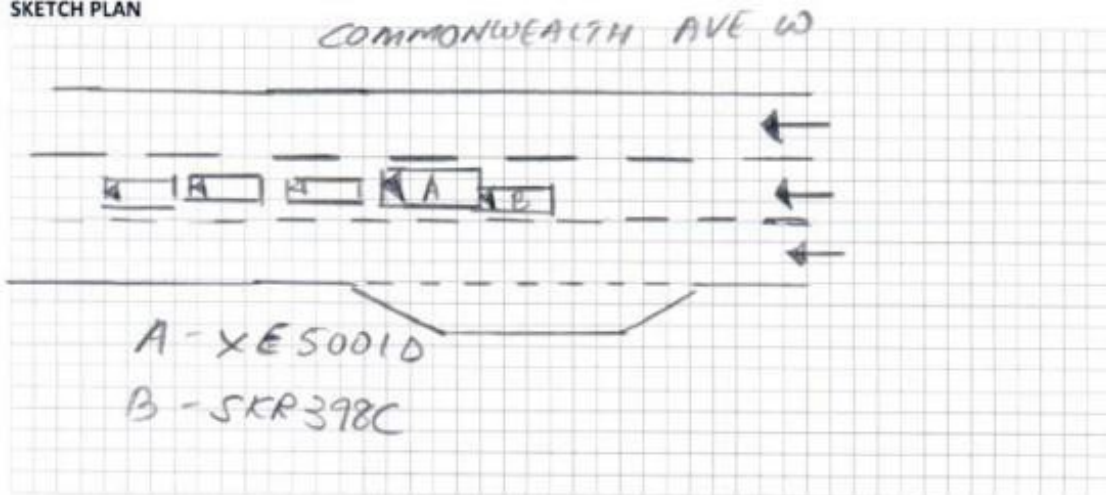 SKETCH PLAN
COMMONWEALTH AVE W
A B
A - XE5001D
B - SKR398C